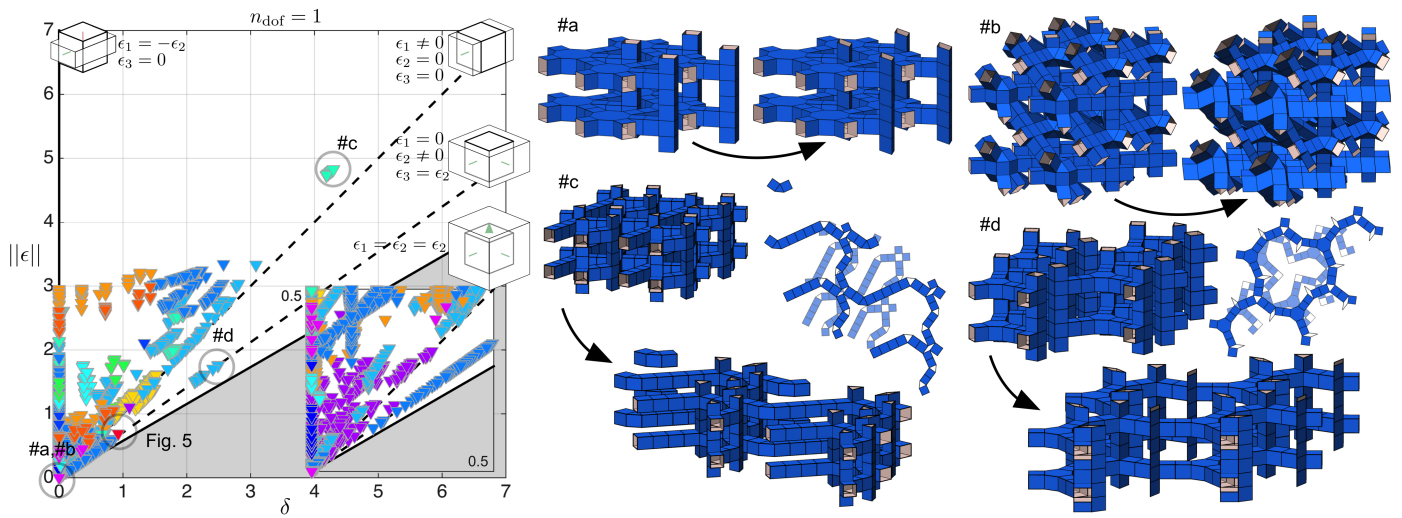 n_dof = 1
7
6
5
4
3
2
1
0
||ϵ||
ϵ₁ = −ϵ₂
ϵ₃ = 0
ϵ₁ ≠ 0
ϵ₂ = 0
ϵ₃ = 0
#c
ϵ₁ = 0
ϵ₂ ≠ 0
ϵ₃ = ϵ₂
ϵ₁ = ϵ₂ = ϵ₂
0.5
#d
Fig. 5
#a,#b
0.5
0 1 2 3 4 5 6 7
δ
#a
#b
#c
#d